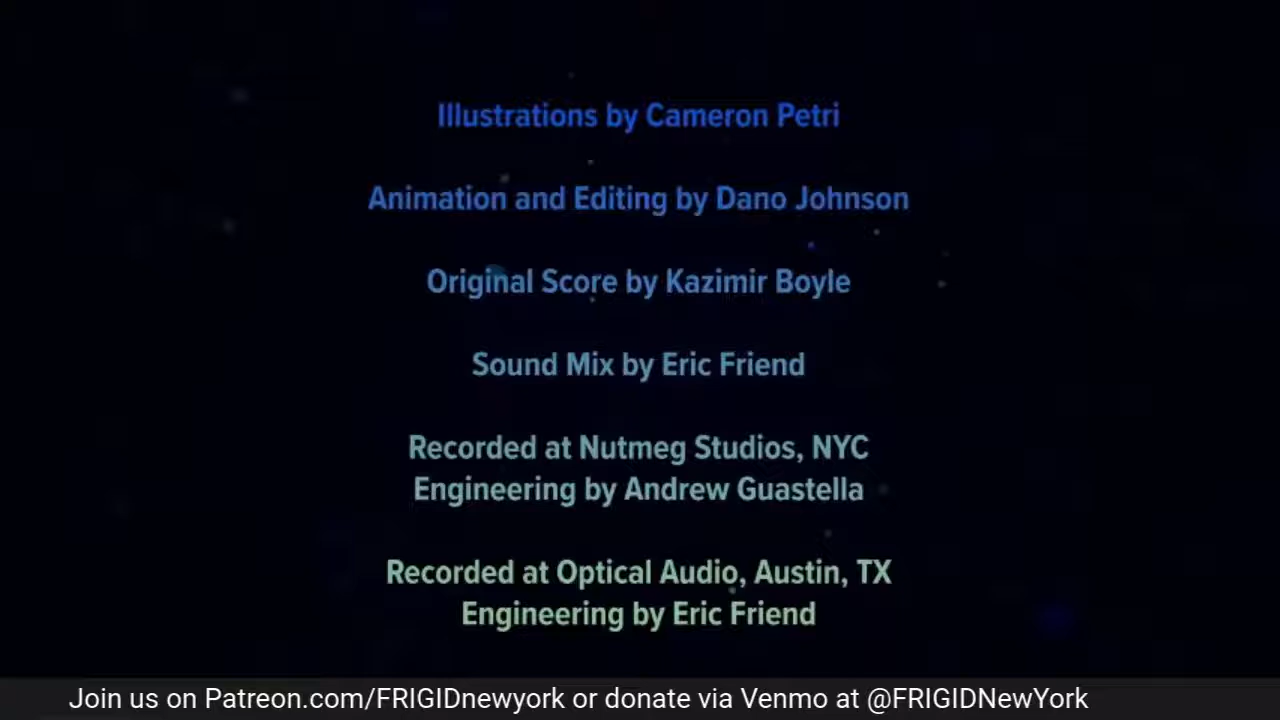 Illustrations by Cameron Petri
Animation and Editing by Dano Johnson
Original Score by Kazimir Boyle
Sound Mix by Eric Friend
Recorded at Nutmeg Studios, NYC
Engineering by Andrew Guastella
Recorded at Optical Audio, Austin, TX
Engineering by Eric Friend
Join us on Patreon.com/FRIGIDnewyork or donate via Venmo at @FRIGIDNewYork